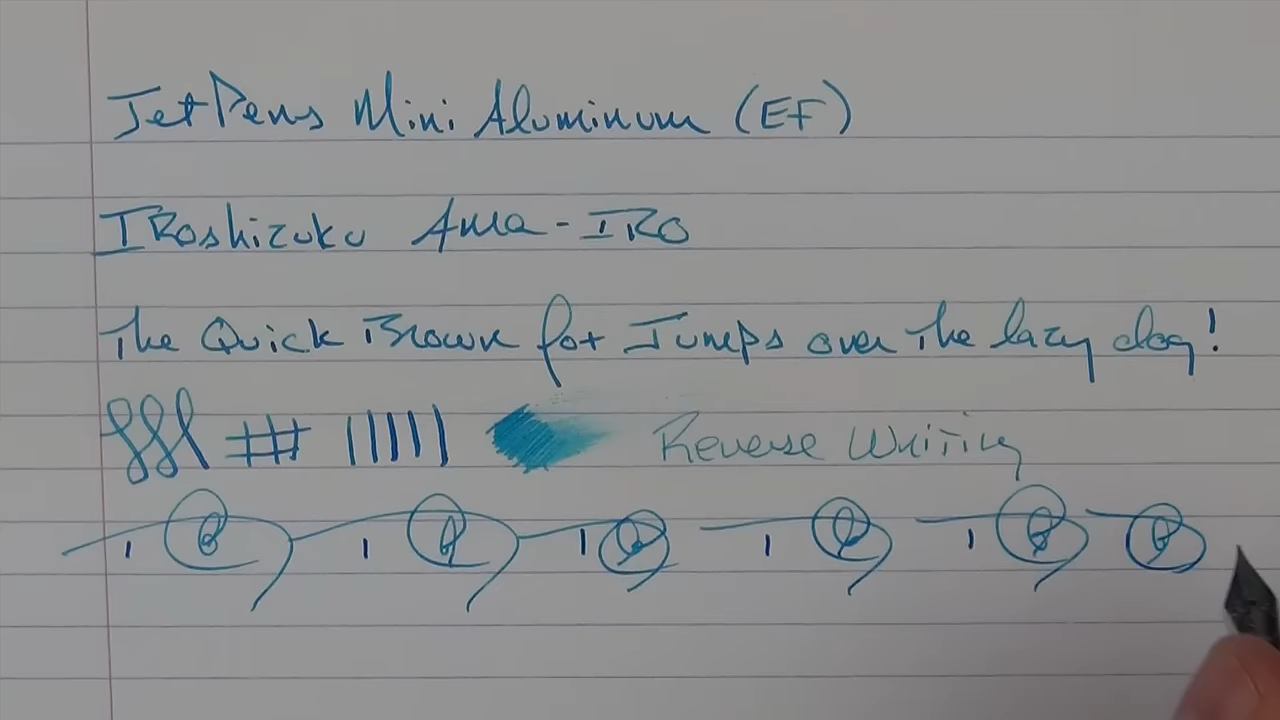 JetPens Mini Aluminum (EF)
IRoshizuku Ama-IRO
The Quick Brown fox Jumps over The lazy dog!
Reverse Writing